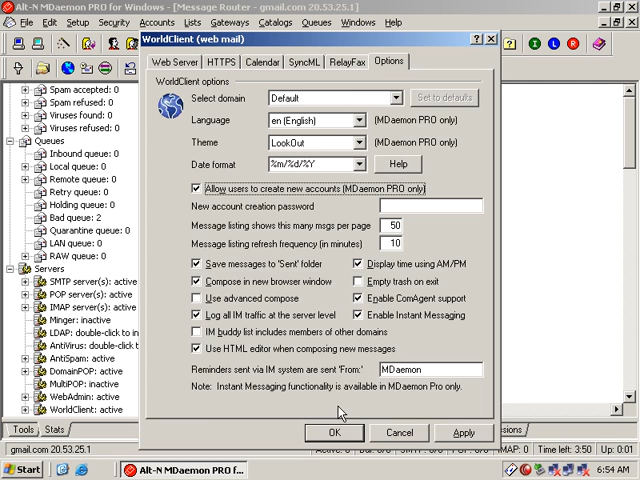 Alt-N MDaemon PRO for Windows - [Message Router - gmail.com 20.53.25.1]
File Edit Setup Security Accounts Lists Gateways Catalogs Queues Windows Help
WorldClient (web mail)
Web Server HTTPS Calendar SyncML RelayFax Options
WorldClient options
Select domain Default Set to defaults
Language en (English) (MDaemon PRO only)
Theme LookOut (MDaemon PRO only)
Date format %m/%d/%Y Help
Allow users to create new accounts (MDaemon PRO only)
New account creation password
Message listing shows this many msgs per page 50
Message listing refresh frequency (in minutes) 10
Save messages to 'Sent' folder Display time using AM/PM
Compose in new browser window Empty trash on exit
Use advanced compose Enable ComAgent support
Log all IM traffic at the server level Enable Instant Messaging
IM buddy list includes members of other domains
Use HTML editor when composing new messages
Reminders sent via IM system are sent 'From:' MDaemon
Note: Instant Messaging functionality is available in MDaemon Pro only.
OK Cancel Apply
Spam accepted: 0
Spam refused: 0
Viruses found: 0
Viruses refused: 0
Queues
Inbound queue: 0
Local queue: 0
Remote queue: 0
Retry queue: 0
Holding queue: 0
Bad queue: 2
Quarantine queue: 0
LAN queue: 0
RAW queue: 0
Servers
SMTP server(s): active
POP server(s): active
IMAP server(s): active
Minger: inactive
LDAP: double-click to
AntiVirus: double-click in
AntiSpam: active
DomainPOP: active
MultiPOP: inactive
WebAdmin: active
WorldClient: active
Tools Stats
gmail.com 20.53.25.1 IMAP: 0 Time left: 3:50 Up: 0:01
Start Alt-N MDaemon PRO f... 6:54 AM